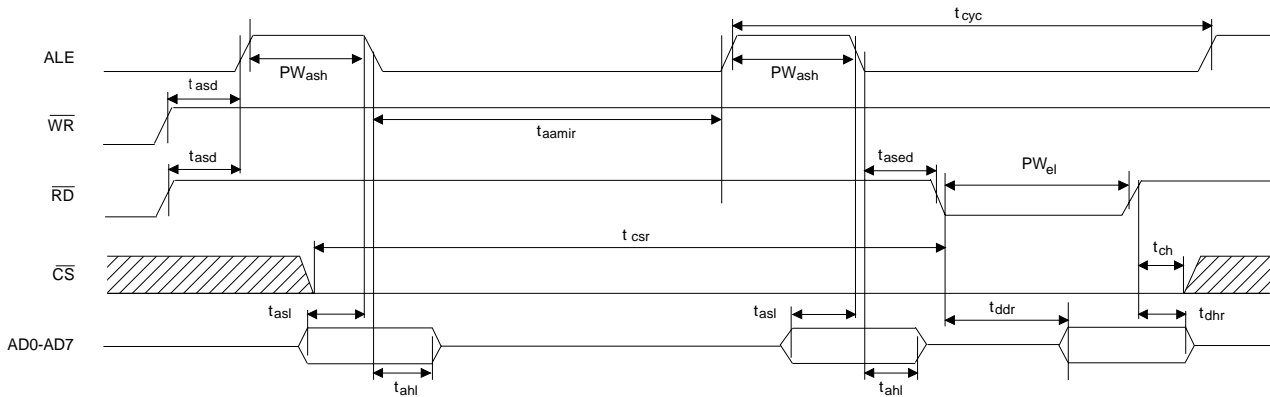 t cyc
ALE
PWash
PWash
t asd
WR
taamir
tasd
tased
PWel
RD
t csr
tch
CS
tasl
tasl
tddr
tdhr
AD0-AD7
tahl
tahl